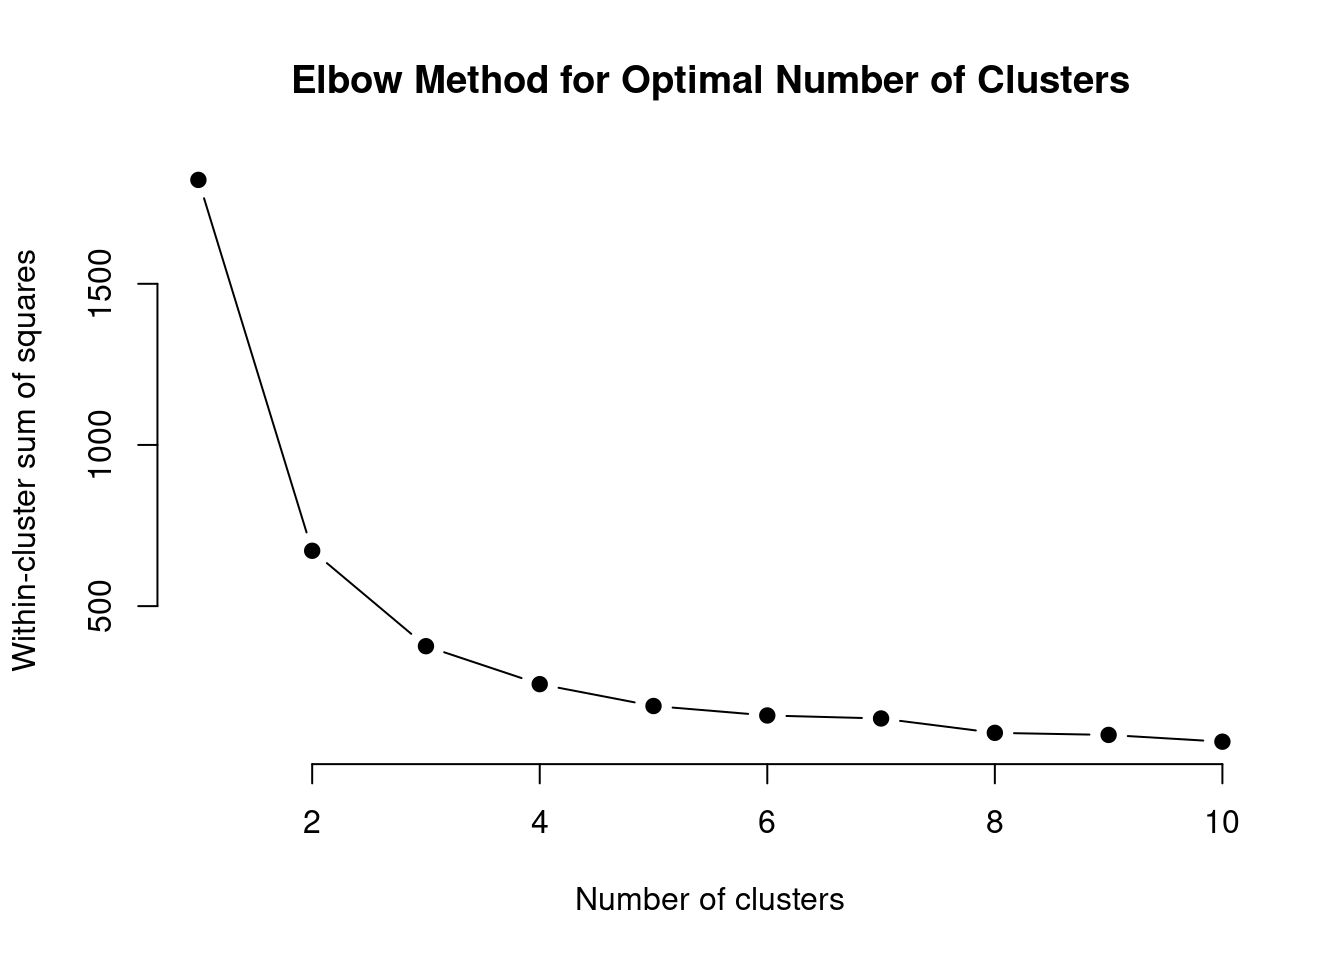 Elbow Method for Optimal Number of Clusters
Within-cluster sum of squares
1500
1000
500
2 4 6 8 10
Number of clusters